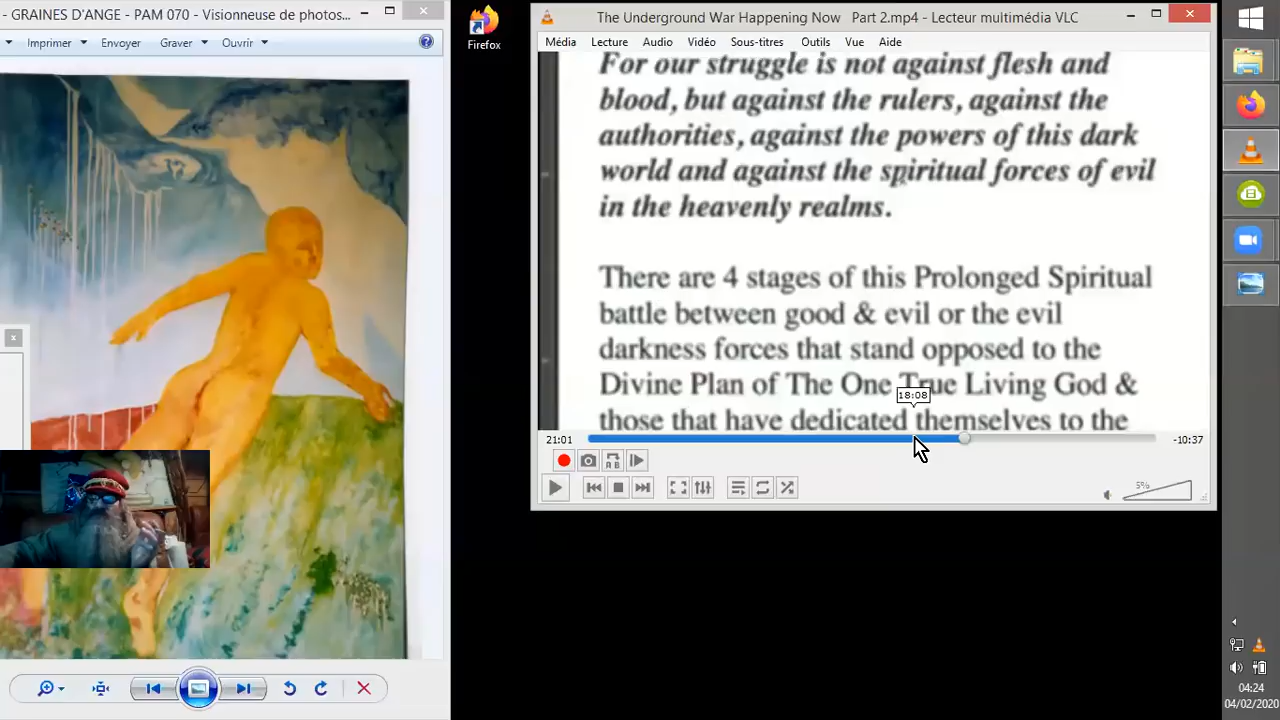 GRAINES D'ANGE - PAM 070 - Visionneuse de photos...
Imprimer Envoyer Graver Ouvrir
Firefox
The Underground War Happening Now Part 2.mp4 - Lecteur multimédia VLC
Média Lecture Audio Vidéo Sous-titres Outils Vue Aide
For our struggle is not against flesh and
blood, but against the rulers, against the
authorities, against the powers of this dark
world and against the spiritual forces of evil
in the heavenly realms.
There are 4 stages of this Prolonged Spiritual
battle between good & evil or the evil
darkness forces that stand opposed to the
Divine Plan of The One True Living God &
those that have dedicated themselves to the
18:08
21:01
-10:37
5%
04:24
04/02/2020